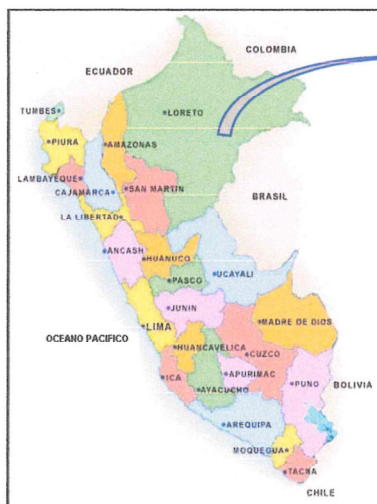 COLOMBIA
ECUADOR
TUMBES
LORETO
PIURA
AMAZONAS
LAMBAYEQUE
SAN MARTIN
CAJAMARCA
BRASIL
LA LIBERTAD
ANCASH
HUÁNUCO
UCAYALI
PASCO
JUNIN
LIMA
MADRE DE DIOS
OCEANO PACIFICO
HUANCAVELICA
CUZCO
ICA
APURIMAC
PUNO
BOLIVIA
AYACUCHO
AREQUIPA
MOQUEGUA
TACNA
CHILE